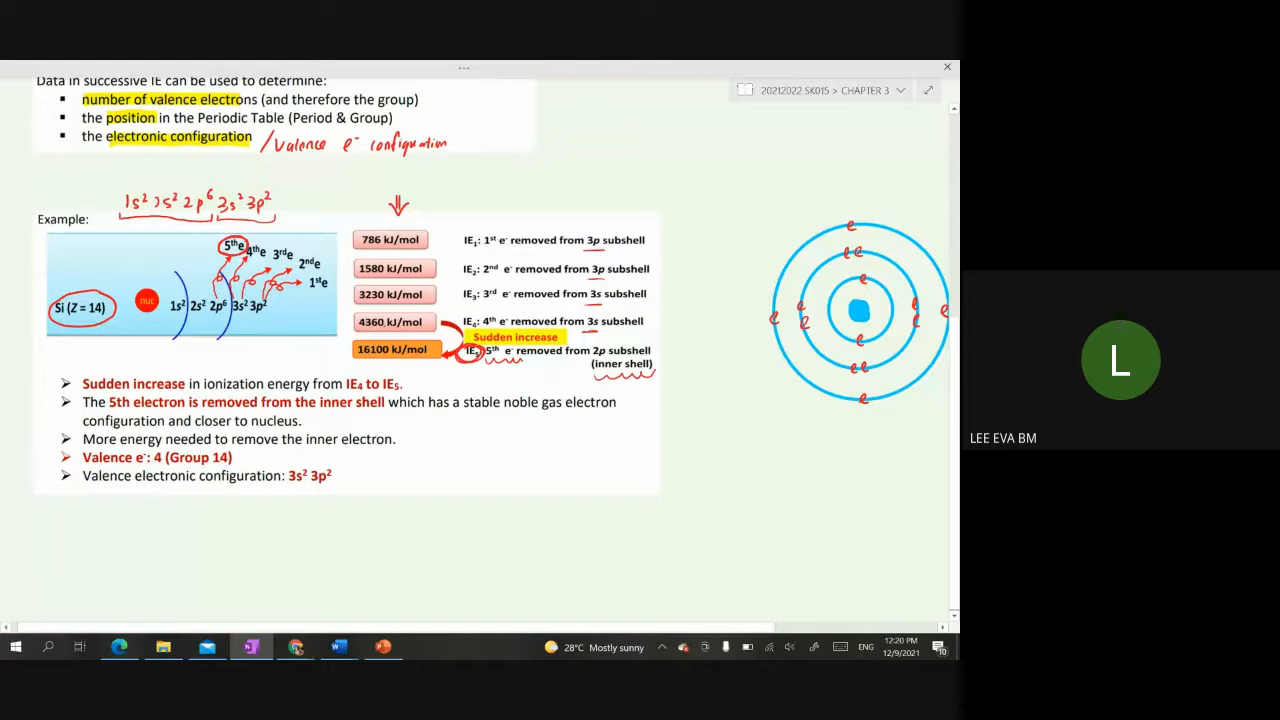 Data in successive IE can be used to determine:
▪ number of valence electrons (and therefore the group)
▪ the position in the Periodic Table (Period & Group)
▪ the electronic configuration / valence e⁻ configuration
20212022 SK015 > CHAPTER 3
1s² 2s² 2p⁶ 3s² 3p²
Example:
5th e 4th e 3rd e
2nd e
1st e
Si (Z = 14) nuc 1s² 2s² 2p⁶ 3s² 3p²
786 kJ/mol IE₁: 1st e⁻ removed from 3p subshell
1580 kJ/mol IE₂: 2nd e⁻ removed from 3p subshell
3230 kJ/mol IE₃: 3rd e⁻ removed from 3s subshell
4360 kJ/mol IE₄: 4th e⁻ removed from 3s subshell
Sudden increase
16100 kJ/mol IE₅: 5th e⁻ removed from 2p subshell
(inner shell)
➢ Sudden increase in ionization energy from IE₄ to IE₅.
➢ The 5th electron is removed from the inner shell which has a stable noble gas electron
configuration and closer to nucleus.
➢ More energy needed to remove the inner electron.
➢ Valence e⁻: 4 (Group 14)
➢ Valence electronic configuration: 3s² 3p²
e
e e
e
e e e e
e e e
e
e e
e
L
LEE EVA BM
28°C Mostly sunny ENG 12:20 PM
12/9/2021 10